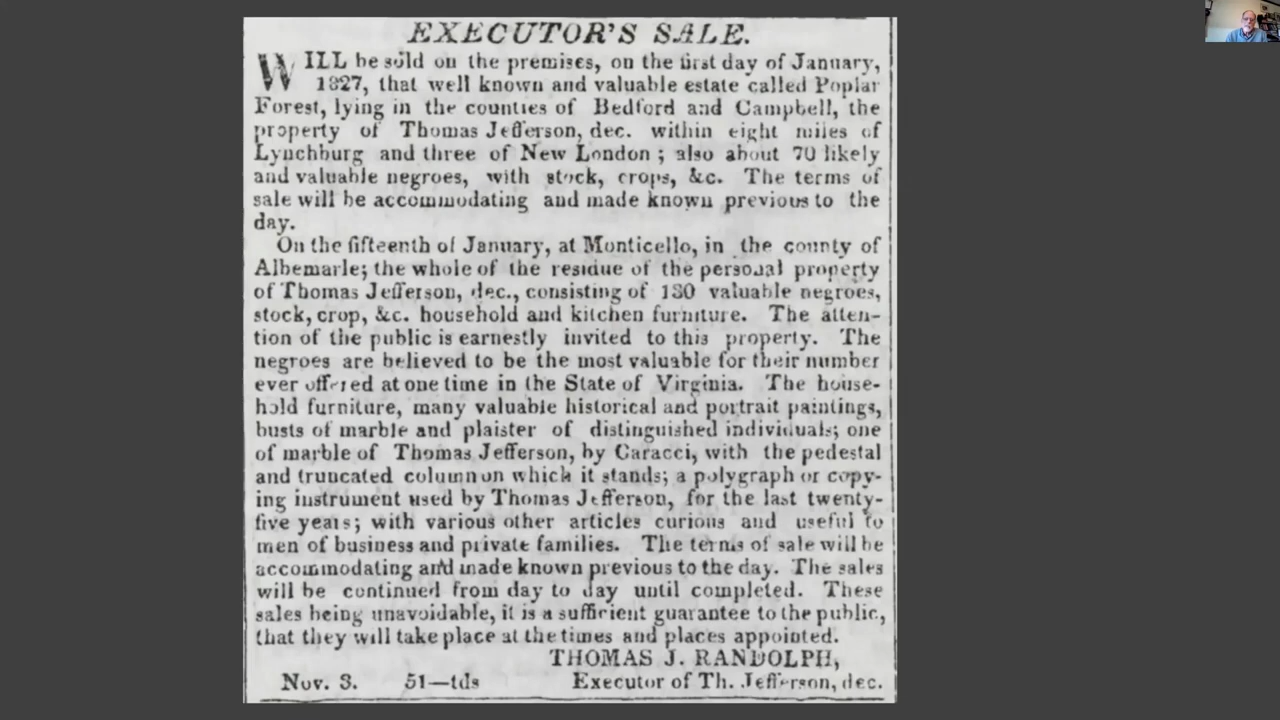 EXECUTOR'S SALE.
WILL be sold on the premises, on the first day of January,
1827, that well known and valuable estate called Poplar
Forest, lying in the counties of Bedford and Campbell, the
property of Thomas Jefferson, dec. within eight miles of
Lynchburg and three of New London ; also about 70 likely
and valuable negroes, with stock, crops, &c. The terms of
sale will be accommodating and made known previous to the
day.
On the fifteenth of January, at Monticello, in the county of
Albemarle; the whole of the residue of the personal property
of Thomas Jefferson, dec., consisting of 130 valuable negroes,
stock, crop, &c. household and kitchen furniture. The atten-
tion of the public is earnestly invited to this property. The
negroes are believed to be the most valuable for their number
ever offered at one time in the State of Virginia. The house-
hold furniture, many valuable historical and portrait paintings,
busts of marble and plaister of distinguished individuals; one
of marble of Thomas Jefferson, by Caracci, with the pedestal
and truncated column on which it stands; a polygraph or copy-
ing instrument used by Thomas Jefferson, for the last twenty-
five years; with various other articles curious and useful to
men of business and private families. The terms of sale will be
accommodating and made known previous to the day. The sales
will be continued from day to day until completed. These
sales being unavoidable, it is a sufficient guarantee to the public,
that they will take place at the times and places appointed.
THOMAS J. RANDOLPH,
Nov. 3. 51—tds Executor of Th. Jefferson, dec.